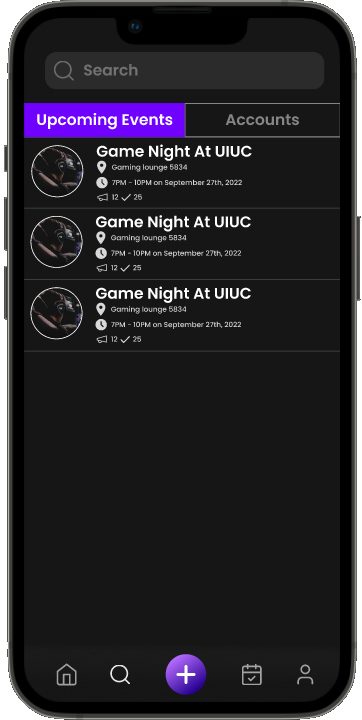 Search
Upcoming Events
Accounts
Game Night At UIUC
Gaming lounge 5834
7PM - 10PM on September 27th, 2022
12 25
Game Night At UIUC
Gaming lounge 5834
7PM - 10PM on September 27th, 2022
12 25
Game Night At UIUC
Gaming lounge 5834
7PM - 10PM on September 27th, 2022
12 25